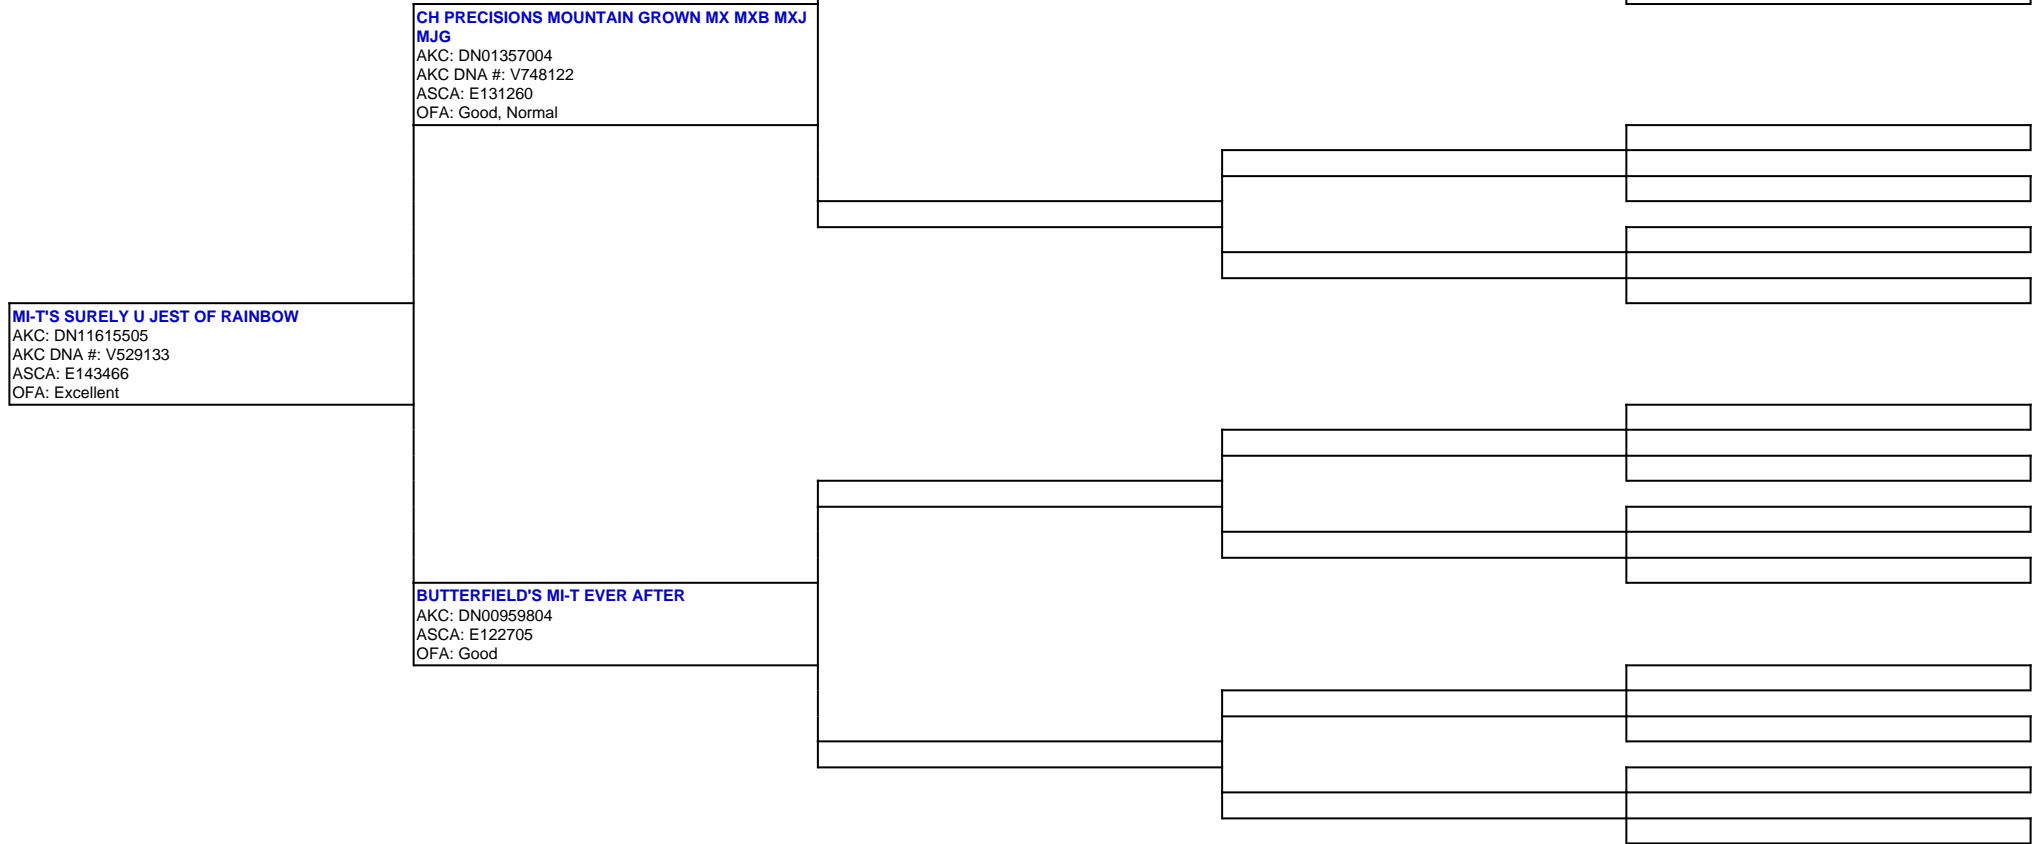 CH PRECISIONS MOUNTAIN GROWN MX MXB MXJ
MJG
AKC: DN01357004
AKC DNA #: V748122
ASCA: E131260
OFA: Good, Normal
MI-T'S SURELY U JEST OF RAINBOW
AKC: DN11615505
AKC DNA #: V529133
ASCA: E143466
OFA: Excellent
BUTTERFIELD'S MI-T EVER AFTER
AKC: DN00959804
ASCA: E122705
OFA: Good